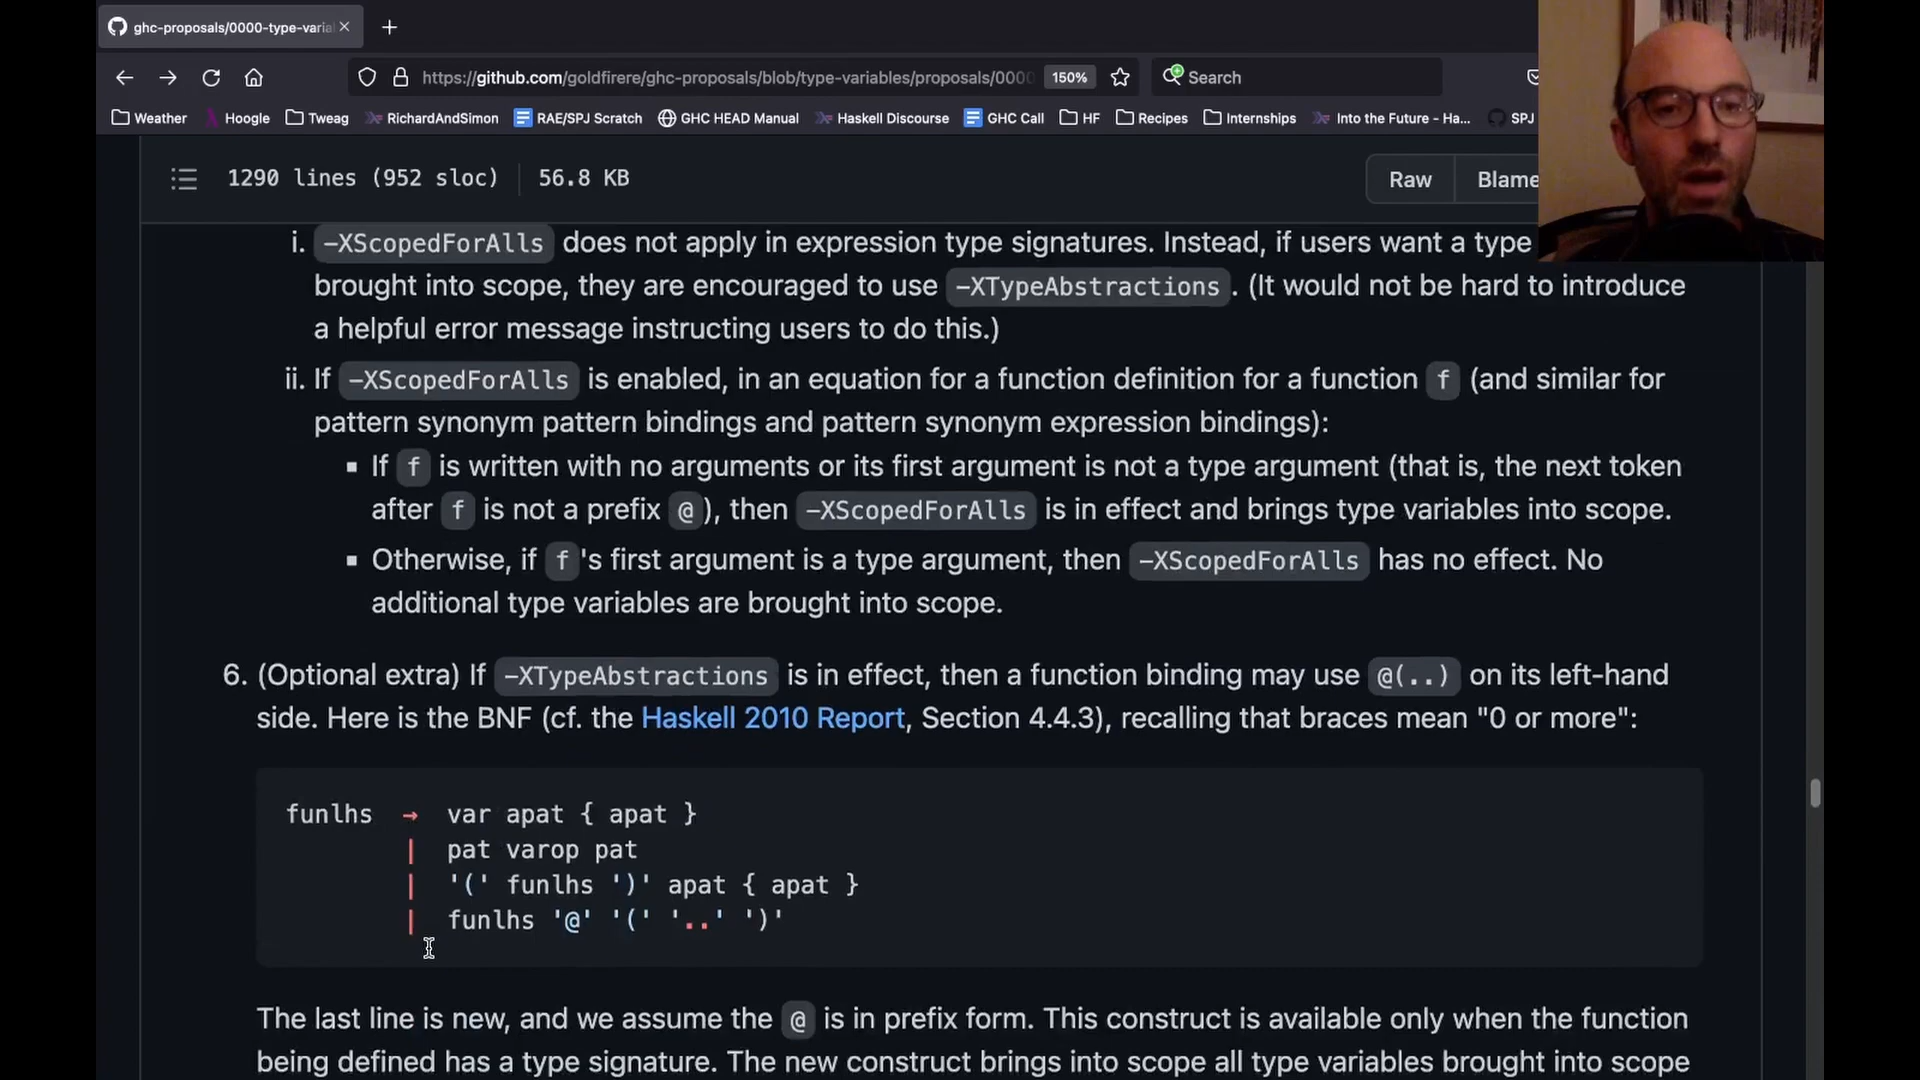 ghc-proposals/0000-type-varia
https://github.com/goldfirere/ghc-proposals/blob/type-variables/proposals/0000 150% Search
Weather Hoogle Tweag RichardAndSimon RAE/SPJ Scratch GHC HEAD Manual Haskell Discourse GHC Call HF Recipes Internships Into the Future - Ha... SPJ
1290 lines (952 sloc) 56.8 KB Raw Blame
i. -XScopedForAlls does not apply in expression type signatures. Instead, if users want a type
brought into scope, they are encouraged to use -XTypeAbstractions. (It would not be hard to introduce
a helpful error message instructing users to do this.)
ii. If -XScopedForAlls is enabled, in an equation for a function definition for a function f (and similar for
pattern synonym pattern bindings and pattern synonym expression bindings):
▪ If f is written with no arguments or its first argument is not a type argument (that is, the next token
after f is not a prefix @), then -XScopedForAlls is in effect and brings type variables into scope.
▪ Otherwise, if f 's first argument is a type argument, then -XScopedForAlls has no effect. No
additional type variables are brought into scope.
6. (Optional extra) If -XTypeAbstractions is in effect, then a function binding may use @(..) on its left-hand
side. Here is the BNF (cf. the Haskell 2010 Report, Section 4.4.3), recalling that braces mean "0 or more":
funlhs → var apat { apat }
| pat varop pat
| '(' funlhs ')' apat { apat }
| funlhs '@' '(' '..' ')'
The last line is new, and we assume the @ is in prefix form. This construct is available only when the function
being defined has a type signature. The new construct brings into scope all type variables brought into scope